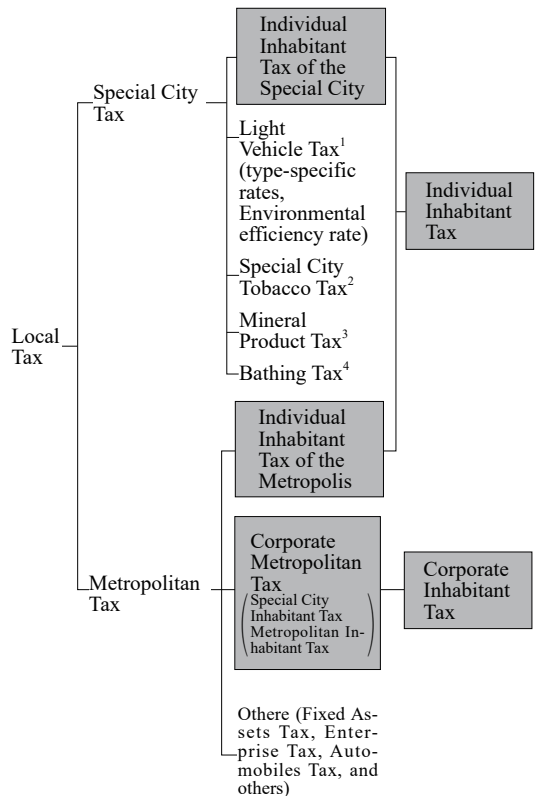 Individual
Inhabitant
Tax of the
Special City
Special City
Tax
Light
Vehicle Tax¹
(type-specific
rates,
Environmental
efficiency rate)
Individual
Inhabitant
Tax
Special City
Tobacco Tax²
Mineral
Product Tax³
Bathing Tax⁴
Local
Tax
Individual
Inhabitant
Tax of the
Metropolis
Metropolitan
Tax
Corporate
Metropolitan
Tax
(Special City
Inhabitant Tax
Metropolitan In-
habitant Tax)
Corporate
Inhabitant
Tax
Othere (Fixed As-
sets Tax, Enter-
prise Tax, Auto-
mobiles Tax, and
others)